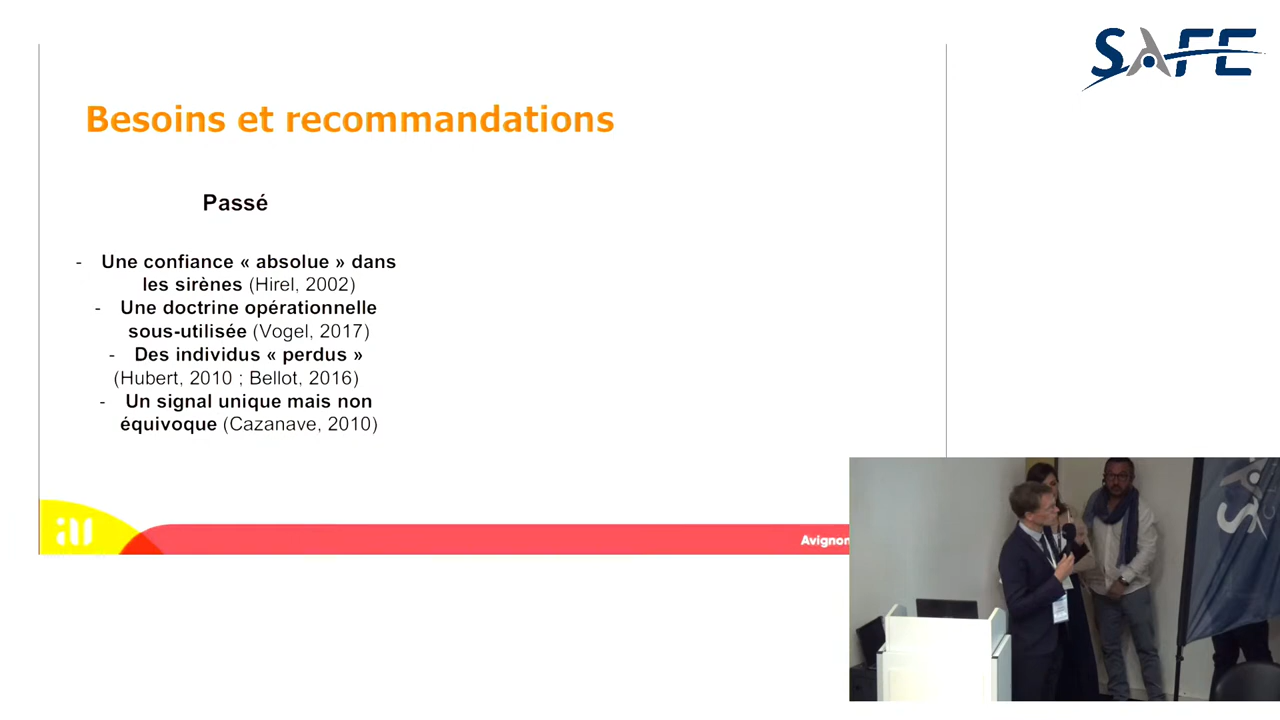 SAFE
Besoins et recommandations
Passé
- Une confiance « absolue » dans
les sirènes (Hirel, 2002)
- Une doctrine opérationnelle
sous-utilisée (Vogel, 2017)
- Des individus « perdus »
(Hubert, 2010 ; Bellot, 2016)
- Un signal unique mais non
équivoque (Cazanave, 2010)
au
Avignon